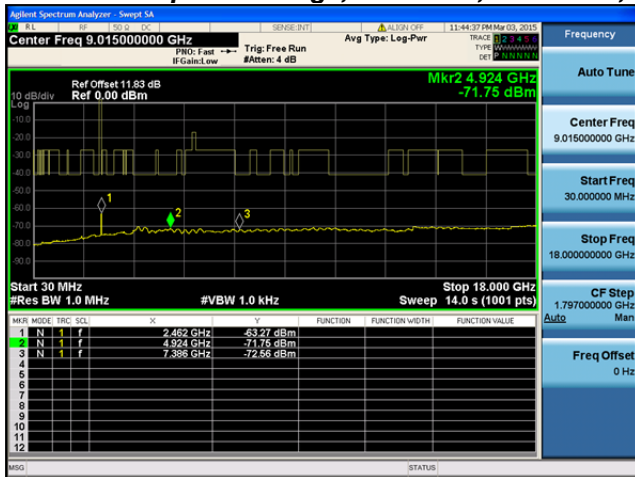 Agilent Spectrum Analyzer - Swept SA
RL RF 50 Ω DC SENSE:INT ALIGN OFF 11:44:37 PM Mar 03, 2015
Center Freq 9.015000000 GHz
PNO: Fast
IFGain:Low
Trig: Free Run
#Atten: 4 dB
Avg Type: Log-Pwr
TRACE 1 2 3 4 5 6
TYPE
DET P N N N N N
Mkr2 4.924 GHz
-71.75 dBm
Ref Offset 11.83 dB
10 dB/div Ref 0.00 dBm
Log
-10.0
-20.0
-30.0
-40.0
-50.0
-60.0
-70.0
-80.0
-90.0
1
2
3
Start 30 MHz Stop 18.000 GHz
#Res BW 1.0 MHz #VBW 1.0 kHz Sweep 14.0 s (1001 pts)
MKR MODE TRC SCL X Y FUNCTION FUNCTION WIDTH FUNCTION VALUE
1 N 1 f 2.462 GHz -63.27 dBm
2 N 1 f 4.924 GHz -71.75 dBm
3 N 1 f 7.386 GHz -72.56 dBm
4
5
6
7
8
9
10
11
12
MSG STATUS
Frequency
Auto Tune
Center Freq
9.015000000 GHz
Start Freq
30.000000 MHz
Stop Freq
18.000000000 GHz
CF Step
1.797000000 GHz
Auto Man
Freq Offset
0 Hz